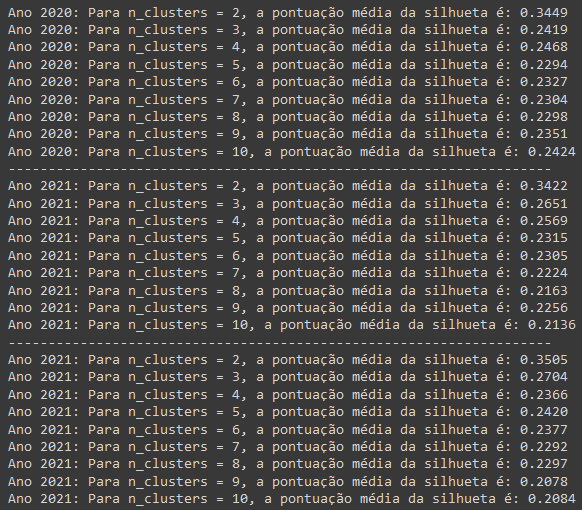 Ano 2020: Para n_clusters = 2, a pontuação média da silhueta é: 0.3449
Ano 2020: Para n_clusters = 3, a pontuação média da silhueta é: 0.2419
Ano 2020: Para n_clusters = 4, a pontuação média da silhueta é: 0.2468
Ano 2020: Para n_clusters = 5, a pontuação média da silhueta é: 0.2294
Ano 2020: Para n_clusters = 6, a pontuação média da silhueta é: 0.2327
Ano 2020: Para n_clusters = 7, a pontuação média da silhueta é: 0.2304
Ano 2020: Para n_clusters = 8, a pontuação média da silhueta é: 0.2298
Ano 2020: Para n_clusters = 9, a pontuação média da silhueta é: 0.2351
Ano 2020: Para n_clusters = 10, a pontuação média da silhueta é: 0.2424
--------------------------------------------------------------------
Ano 2021: Para n_clusters = 2, a pontuação média da silhueta é: 0.3422
Ano 2021: Para n_clusters = 3, a pontuação média da silhueta é: 0.2651
Ano 2021: Para n_clusters = 4, a pontuação média da silhueta é: 0.2569
Ano 2021: Para n_clusters = 5, a pontuação média da silhueta é: 0.2315
Ano 2021: Para n_clusters = 6, a pontuação média da silhueta é: 0.2305
Ano 2021: Para n_clusters = 7, a pontuação média da silhueta é: 0.2224
Ano 2021: Para n_clusters = 8, a pontuação média da silhueta é: 0.2163
Ano 2021: Para n_clusters = 9, a pontuação média da silhueta é: 0.2256
Ano 2021: Para n_clusters = 10, a pontuação média da silhueta é: 0.2136
--------------------------------------------------------------------
Ano 2021: Para n_clusters = 2, a pontuação média da silhueta é: 0.3505
Ano 2021: Para n_clusters = 3, a pontuação média da silhueta é: 0.2704
Ano 2021: Para n_clusters = 4, a pontuação média da silhueta é: 0.2366
Ano 2021: Para n_clusters = 5, a pontuação média da silhueta é: 0.2420
Ano 2021: Para n_clusters = 6, a pontuação média da silhueta é: 0.2377
Ano 2021: Para n_clusters = 7, a pontuação média da silhueta é: 0.2292
Ano 2021: Para n_clusters = 8, a pontuação média da silhueta é: 0.2297
Ano 2021: Para n_clusters = 9, a pontuação média da silhueta é: 0.2078
Ano 2021: Para n_clusters = 10, a pontuação média da silhueta é: 0.2084